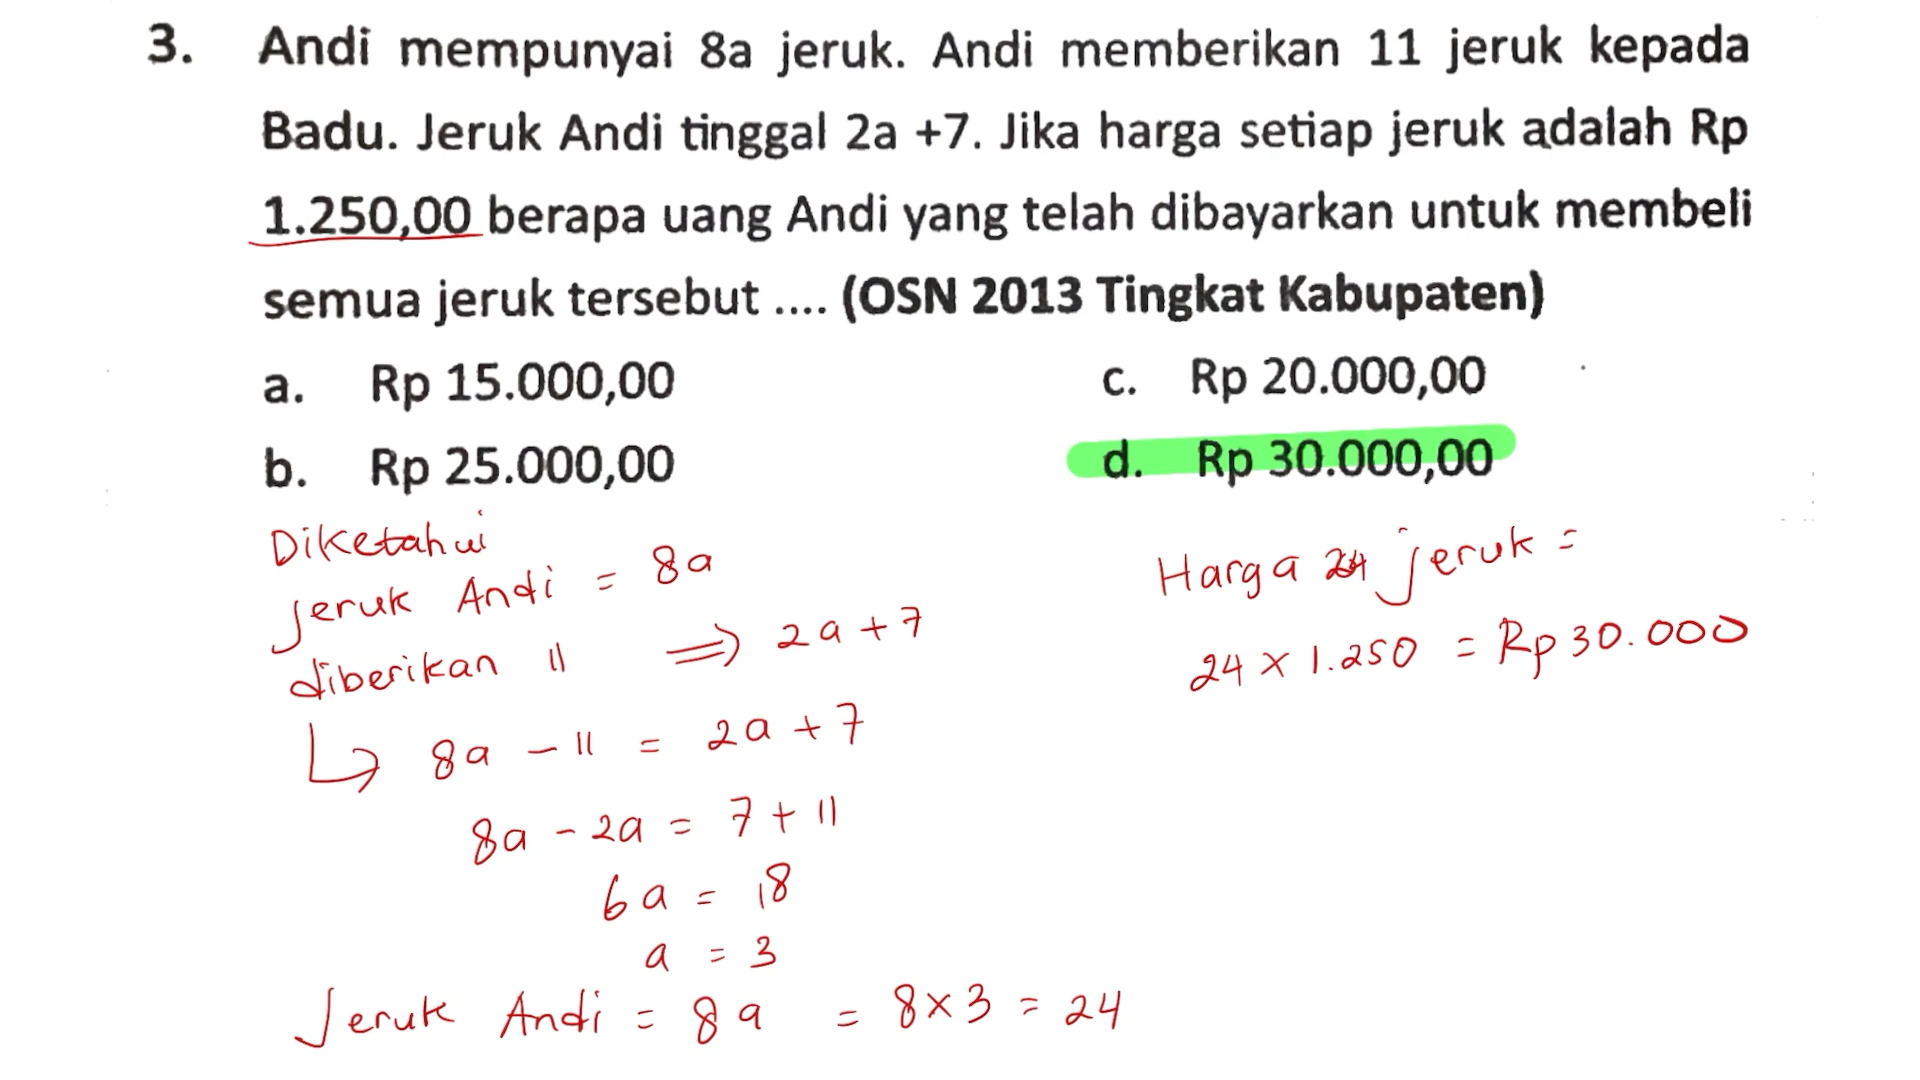 3. Andi mempunyai 8a jeruk. Andi memberikan 11 jeruk kepada
Badu. Jeruk Andi tinggal 2a +7. Jika harga setiap jeruk adalah Rp
1.250,00 berapa uang Andi yang telah dibayarkan untuk membeli
semua jeruk tersebut .... (OSN 2013 Tingkat Kabupaten)
a. Rp 15.000,00
c. Rp 20.000,00
b. Rp 25.000,00
d. Rp 30.000,00
Diketahui
Jeruk Andi = 8a
diberikan 11 ⇒ 2a + 7
↳ 8a - 11 = 2a + 7
8a - 2a = 7 + 11
6a = 18
a = 3
Jeruk Andi = 8a = 8 × 3 = 24
Harga 24 jeruk =
24 × 1.250 = Rp 30.000